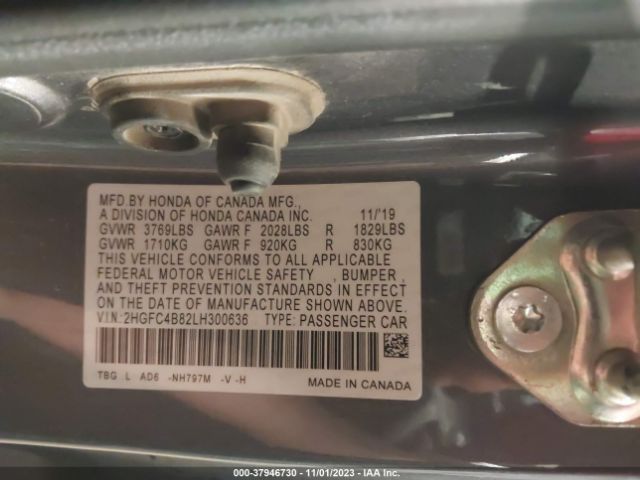 MFD.BY HONDA OF CANADA MFG.,
A DIVISION OF HONDA CANADA INC. 11/'19
GVWR 3769LBS GAWR F 2028LBS R 1829LBS
GVWR 1710KG GAWR F 920KG R 830KG
THIS VEHICLE CONFORMS TO ALL APPLICABLE
FEDERAL MOTOR VEHICLE SAFETY , BUMPER ,
AND THEFT PREVENTION STANDARDS IN EFFECT
ON THE DATE OF MANUFACTURE SHOWN ABOVE.
VIN:2HGFC4B82LH300636 TYPE: PASSENGER CAR
TBG L AD6 -NH797M -V -H
MADE IN CANADA
000-37946730 - 11/01/2023 - IAA Inc.